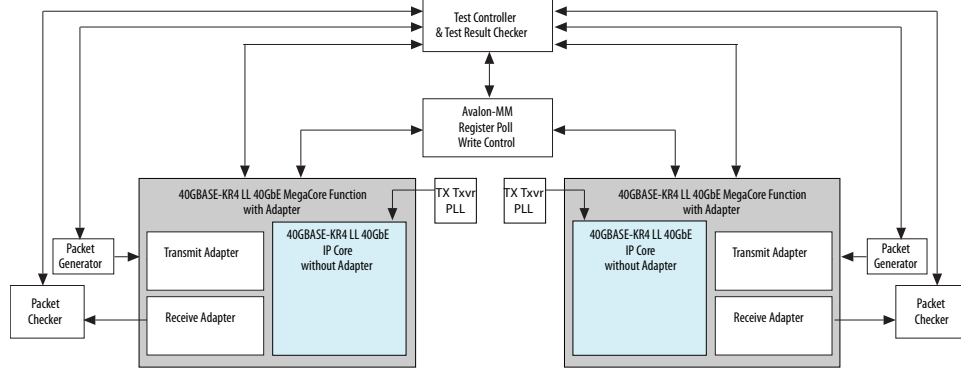 Test Controller
& Test Result Checker
Avalon-MM
Register Poll
Write Control
40GBASE-KR4 LL 40GbE MegaCore Function
with Adapter
TX Txvr
PLL
TX Txvr
PLL
40GBASE-KR4 LL 40GbE MegaCore Function
with Adapter
Packet
Generator
Transmit Adapter
40GBASE-KR4 LL 40GbE
IP Core
without Adapter
40GBASE-KR4 LL 40GbE
IP Core
without Adapter
Transmit Adapter
Packet
Generator
Packet
Checker
Receive Adapter
Receive Adapter
Packet
Checker